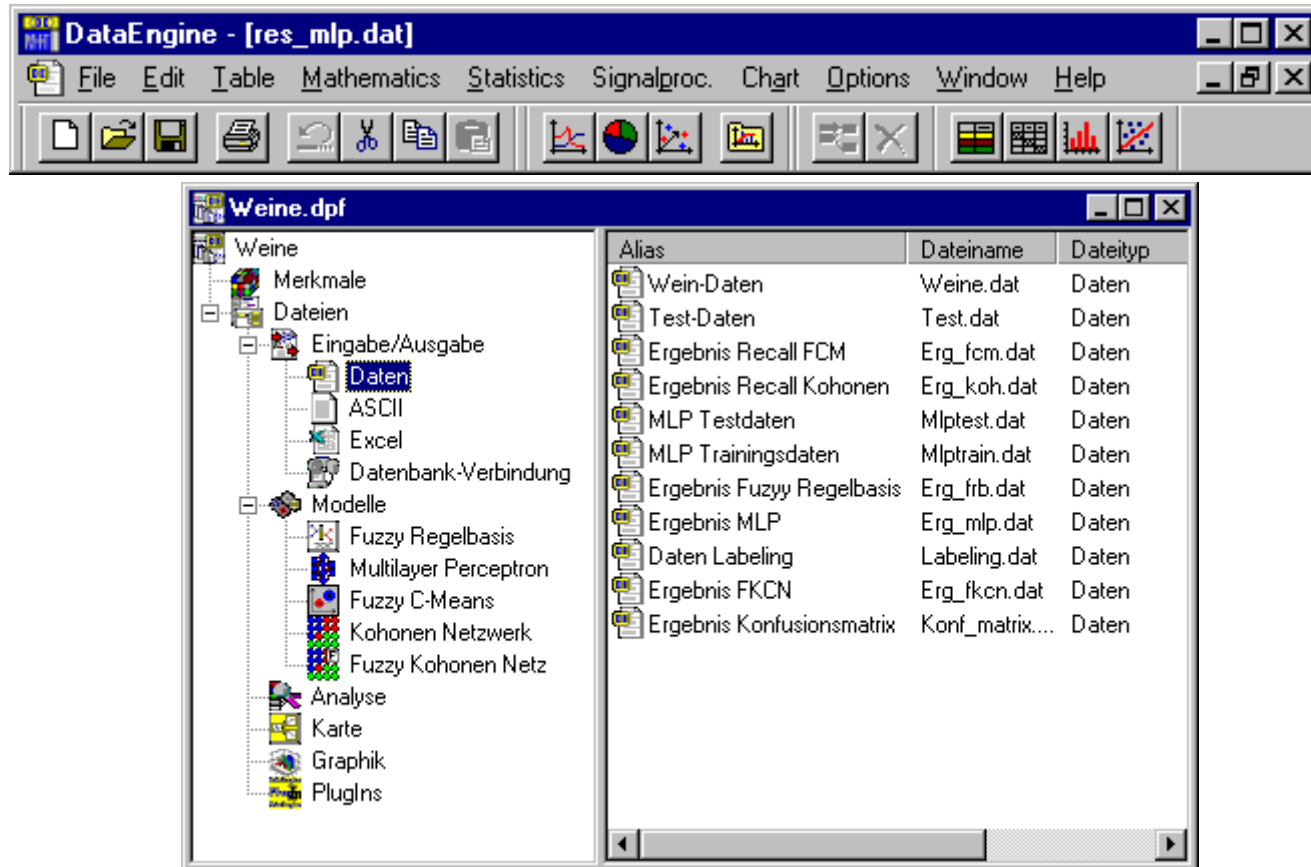 DataEngine - [res_mlp.dat]
File Edit Table Mathematics Statistics Signalproc. Chart Options Window Help
Weine.dpf
Weine
Merkmale
Dateien
Eingabe/Ausgabe
Daten
ASCII
Excel
Datenbank-Verbindung
Modelle
Fuzzy Regelbasis
Multilayer Perceptron
Fuzzy C-Means
Kohonen Netzwerk
Fuzzy Kohonen Netz
Analyse
Karte
Graphik
PlugIns
Alias Dateiname Dateityp
Wein-Daten Weine.dat Daten
Test-Daten Test.dat Daten
Ergebnis Recall FCM Erg_fcm.dat Daten
Ergebnis Recall Kohonen Erg_koh.dat Daten
MLP Testdaten Mlptest.dat Daten
MLP Trainingsdaten Mlptrain.dat Daten
Ergebnis Fuzyy Regelbasis Erg_frb.dat Daten
Ergebnis MLP Erg_mlp.dat Daten
Daten Labeling Labeling.dat Daten
Ergebnis FKCN Erg_fkcn.dat Daten
Ergebnis Konfusionsmatrix Konf_matrix.... Daten